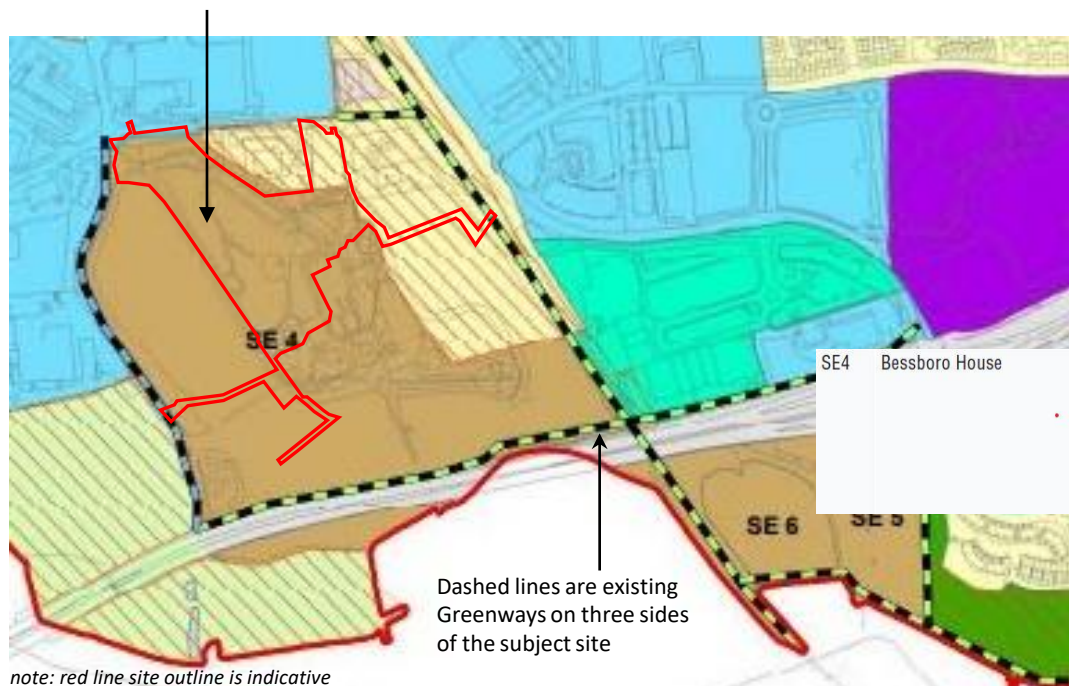 SE 4
SE4 Bessboro House
SE 6
SE 5
Dashed lines are existing
Greenways on three sides
of the subject site
note: red line site outline is indicative